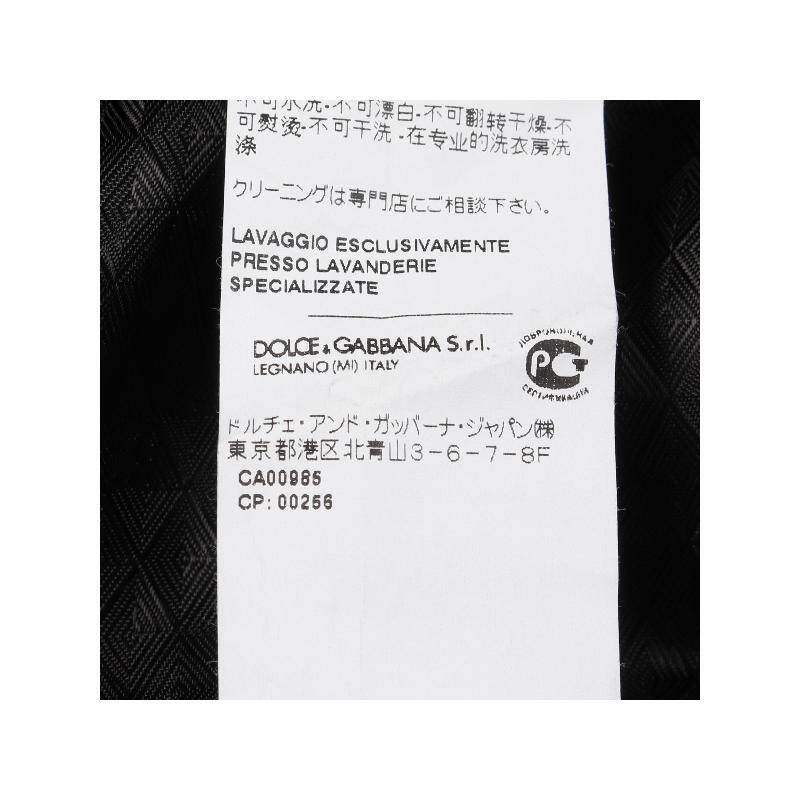 不可水洗-不可漂白-不可翻转干燥-不
可熨烫-不可干洗 -在专业的洗衣房洗
涤
クリーニングは専門店にご相談下さい。
LAVAGGIO ESCLUSIVAMENTE
PRESSO LAVANDERIE
SPECIALIZZATE
DOLCE & GABBANA S.r.l.
LEGNANO (MI) ITALY
ДОБРОВОЛЬНАЯ
PCT
СЕРТИФИКАЦИЯ
ドルチェ・アンド・ガッバーナ・ジャパン㈱
東京都港区北青山3-6-7-8F
CA00985
CP: 00256